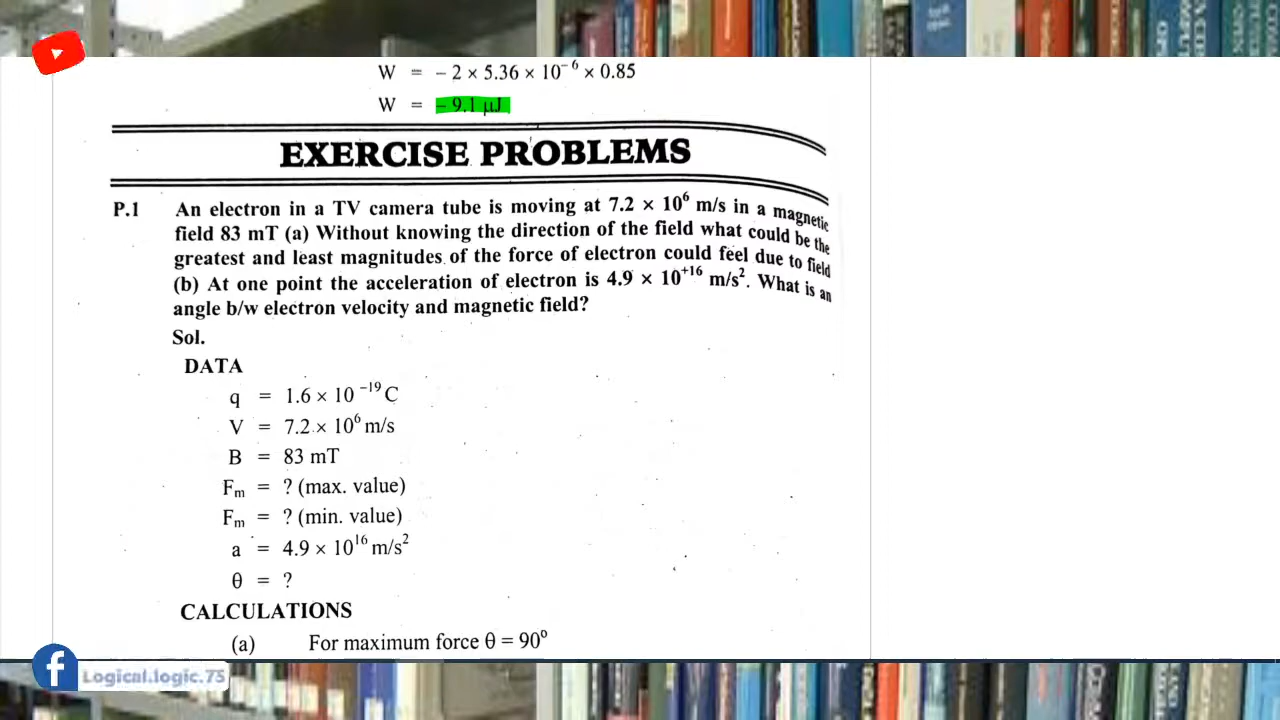 W = – 2 × 5.36 × 10⁻⁶ × 0.85
W = – 9.1 μJ
EXERCISE PROBLEMS
P.1 An electron in a TV camera tube is moving at 7.2 × 10⁶ m/s in a magnetic
field 83 mT (a) Without knowing the direction of the field what could be the
greatest and least magnitudes of the force of electron could feel due to field
(b) At one point the acceleration of electron is 4.9 × 10⁺¹⁶ m/s². What is an
angle b/w electron velocity and magnetic field?
Sol.
DATA
q = 1.6 × 10⁻¹⁹ C
V = 7.2 × 10⁶ m/s
B = 83 mT
Fₘ = ? (max. value)
Fₘ = ? (min. value)
a = 4.9 × 10¹⁶ m/s²
θ = ?
CALCULATIONS
(a) For maximum force θ = 90⁰
Logical.logic.75